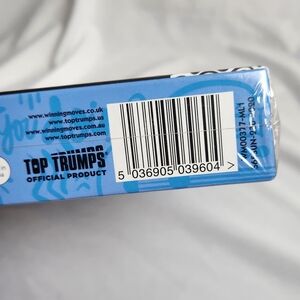 www.winningmoves.co.uk
www.toptrumps.us
www.winningmoves.com.au
www.toptrumps.com
TOP TRUMPS®
OFFICIAL PRODUCT
5 036905 039604 >